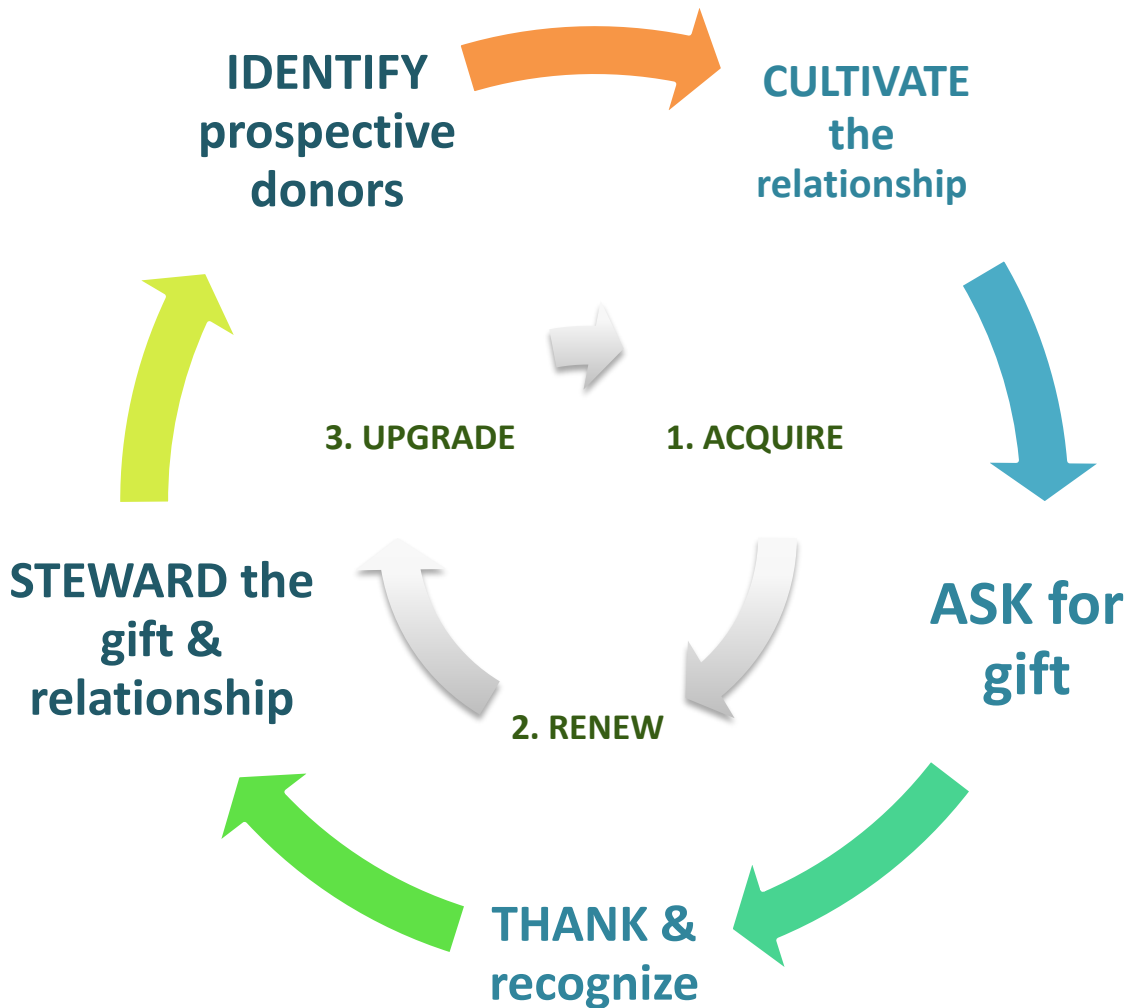 IDENTIFY
prospective
donors
CULTIVATE
the
relationship
3. UPGRADE
1. ACQUIRE
STEWARD the
gift &
relationship
ASK for
gift
2. RENEW
THANK &
recognize